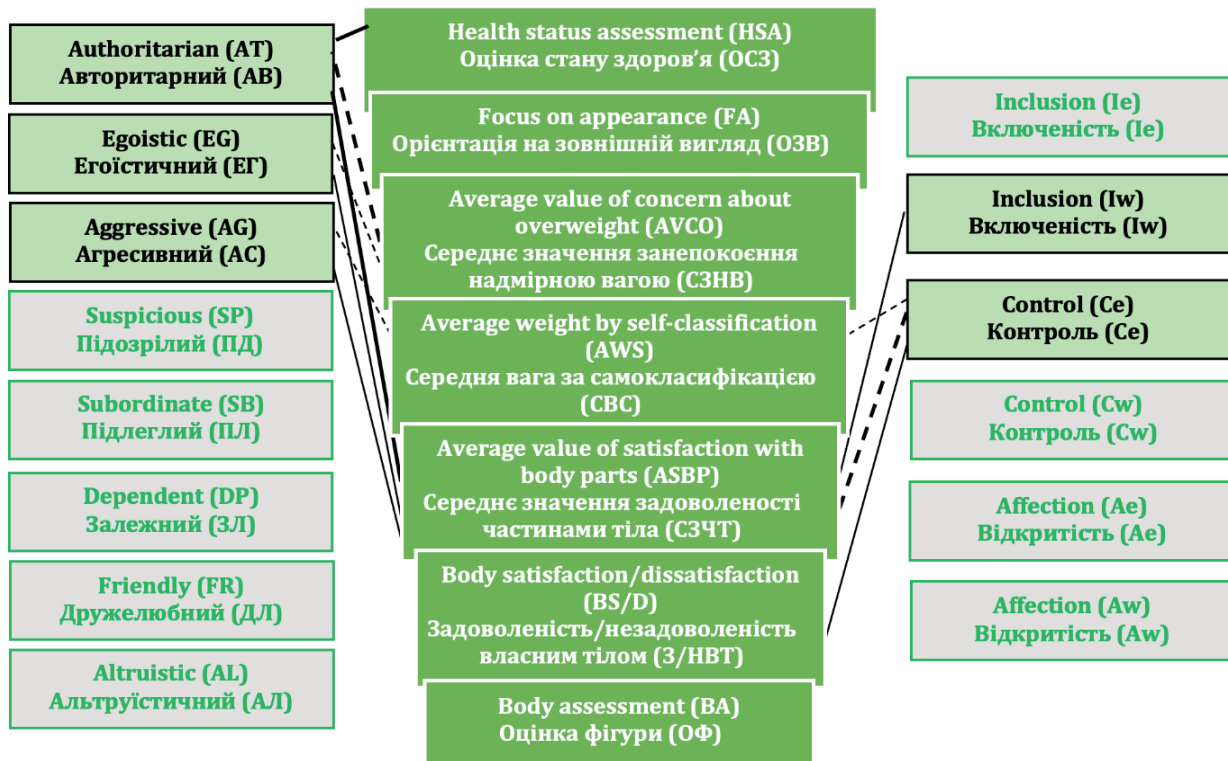 Authoritarian (AT)
Авторитарний (АВ)
Egoistic (EG)
Егоїстичний (ЕГ)
Aggressive (AG)
Агресивний (АС)
Suspicious (SP)
Підозрілий (ПД)
Subordinate (SB)
Підлеглий (ПЛ)
Dependent (DP)
Залежний (ЗЛ)
Friendly (FR)
Дружелюбний (ДЛ)
Altruistic (AL)
Альтруїстичний (АЛ)
Health status assessment (HSA)
Оцінка стану здоров’я (ОСЗ)
Focus on appearance (FA)
Орієнтація на зовнішній вигляд (ОЗВ)
Average value of concern about
overweight (AVCO)
Середнє значення занепокоєння
надмірною вагою (СЗНВ)
Average weight by self-classification
(AWS)
Середня вага за самокласифікацією
(СВС)
Average value of satisfaction with
body parts (ASBP)
Середнє значення задоволеності
частинами тіла (СЗЧТ)
Body satisfaction/dissatisfaction
(BS/D)
Задоволеність/незадоволеність
власним тілом (З/НВТ)
Body assessment (BA)
Оцінка фігури (ОФ)
Inclusion (Ie)
Включеність (Ie)
Inclusion (Iw)
Включеність (Iw)
Control (Ce)
Контроль (Ce)
Control (Cw)
Контроль (Cw)
Affection (Ae)
Відкритість (Ae)
Affection (Aw)
Відкритість (Aw)